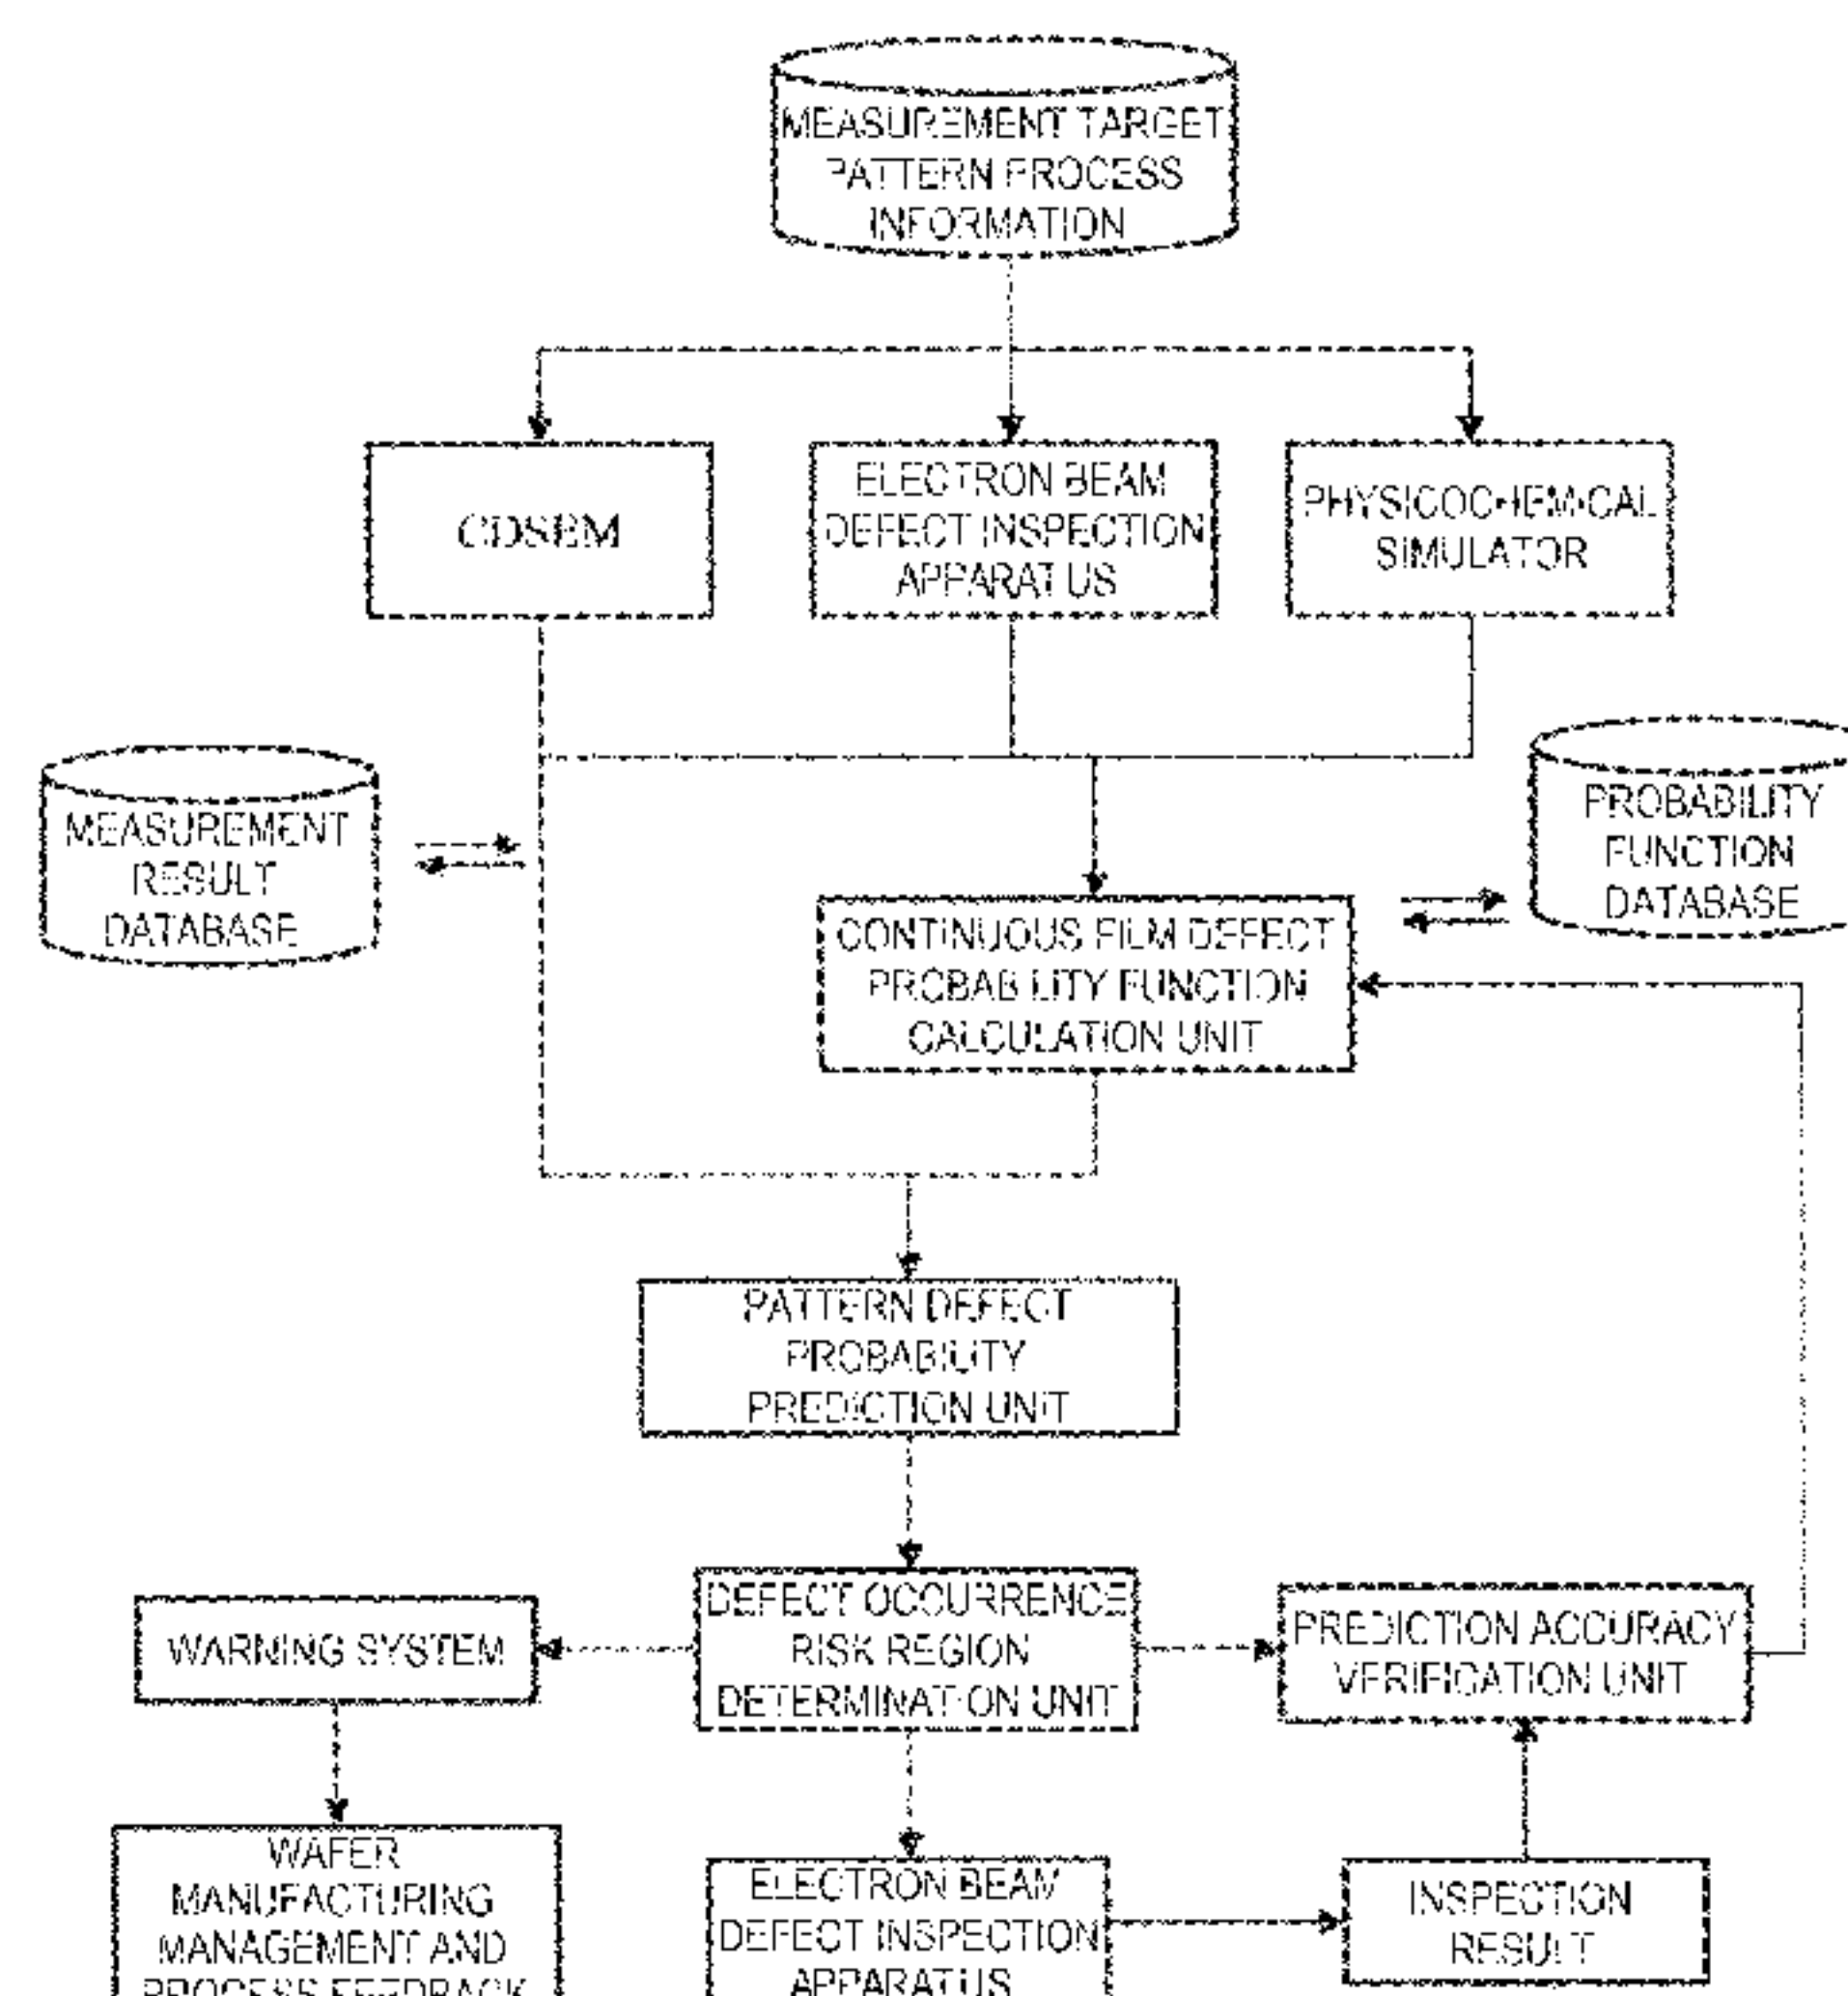 MEASUREMENT TARGET
PATTERN PROCESS
INFORMATION
CDSEM
ELECTRON BEAM
DEFECT INSPECTION
APPARATUS
PHYSICOCHEMICAL
SIMULATOR
MEASUREMENT
RESULT
DATABASE
PROBABILITY
FUNCTION
DATABASE
CONTINUOUS FILM DEFECT
PROBABILITY FUNCTION
CALCULATION UNIT
PATTERN DEFECT
PROBABILITY
PREDICTION UNIT
WARNING SYSTEM
DEFECT OCCURRENCE
RISK REGION
DETERMINATION UNIT
PREDICTION ACCURACY
VERIFICATION UNIT
WAFER
MANUFACTURING
MANAGEMENT AND
PROCESS FEEDBACK
ELECTRON BEAM
DEFECT INSPECTION
APPARATUS
INSPECTION
RESULT